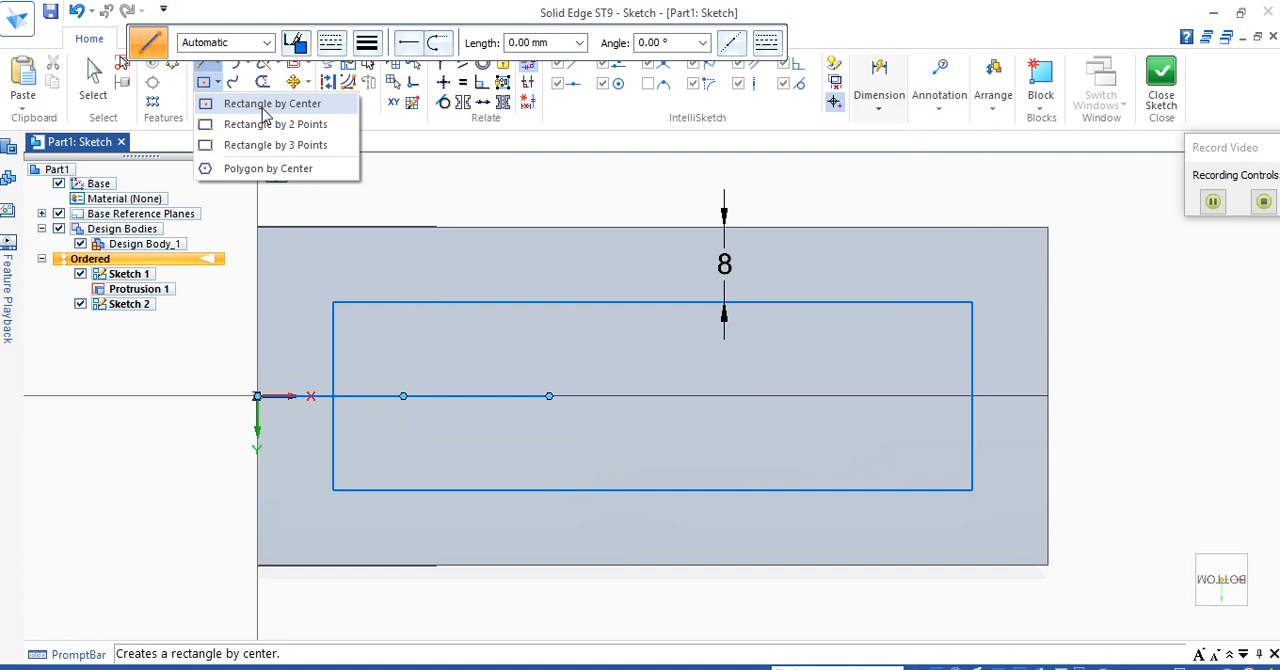 Solid Edge ST9 - Sketch - [Part1: Sketch]
Home
Automatic
Length: 0.00 mm
Angle: 0.00 °
Paste
Clipboard
Select
Select
Features
Rectangle by Center
Rectangle by 2 Points
Rectangle by 3 Points
Polygon by Center
XY
Relate
IntelliSketch
Dimension
Annotation
Arrange
Block
Blocks
Switch
Windows
Window
Close
Sketch
Close
Part1: Sketch
Record Video
Recording Controls
Part1
Base
Material (None)
Base Reference Planes
Design Bodies
Design Body_1
Ordered
Sketch 1
Protrusion 1
Sketch 2
Feature Playback
8
X
Y
BOTTOM
PromptBar
Creates a rectangle by center.